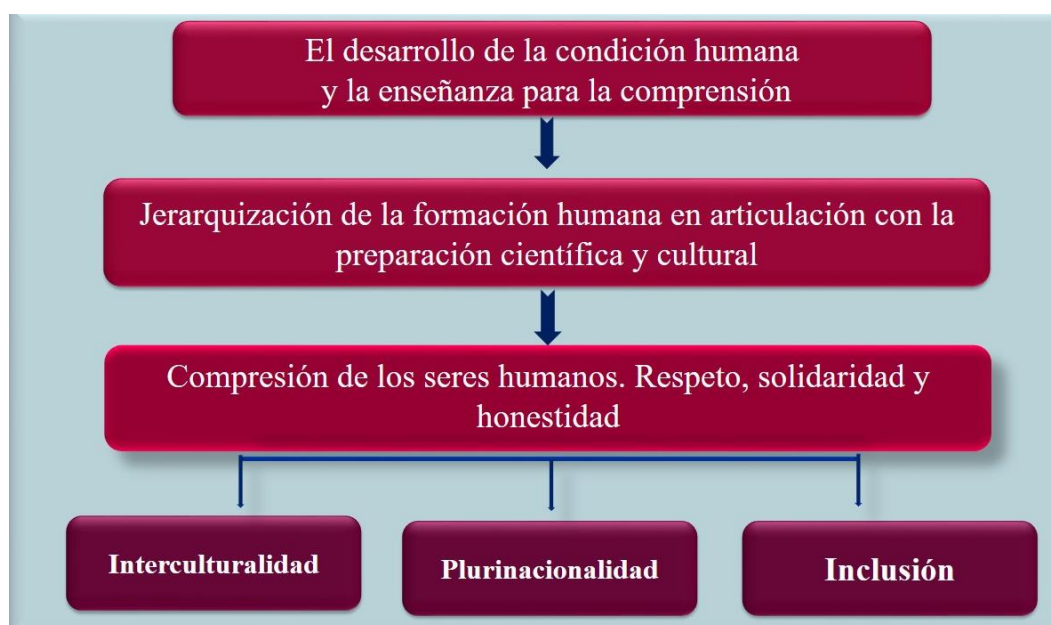 El desarrollo de la condición humana
y la enseñanza para la comprensión
Jerarquización de la formación humana en articulación con la
preparación científica y cultural
Compresión de los seres humanos. Respeto, solidaridad y
honestidad
Interculturalidad
Plurinacionalidad
Inclusión